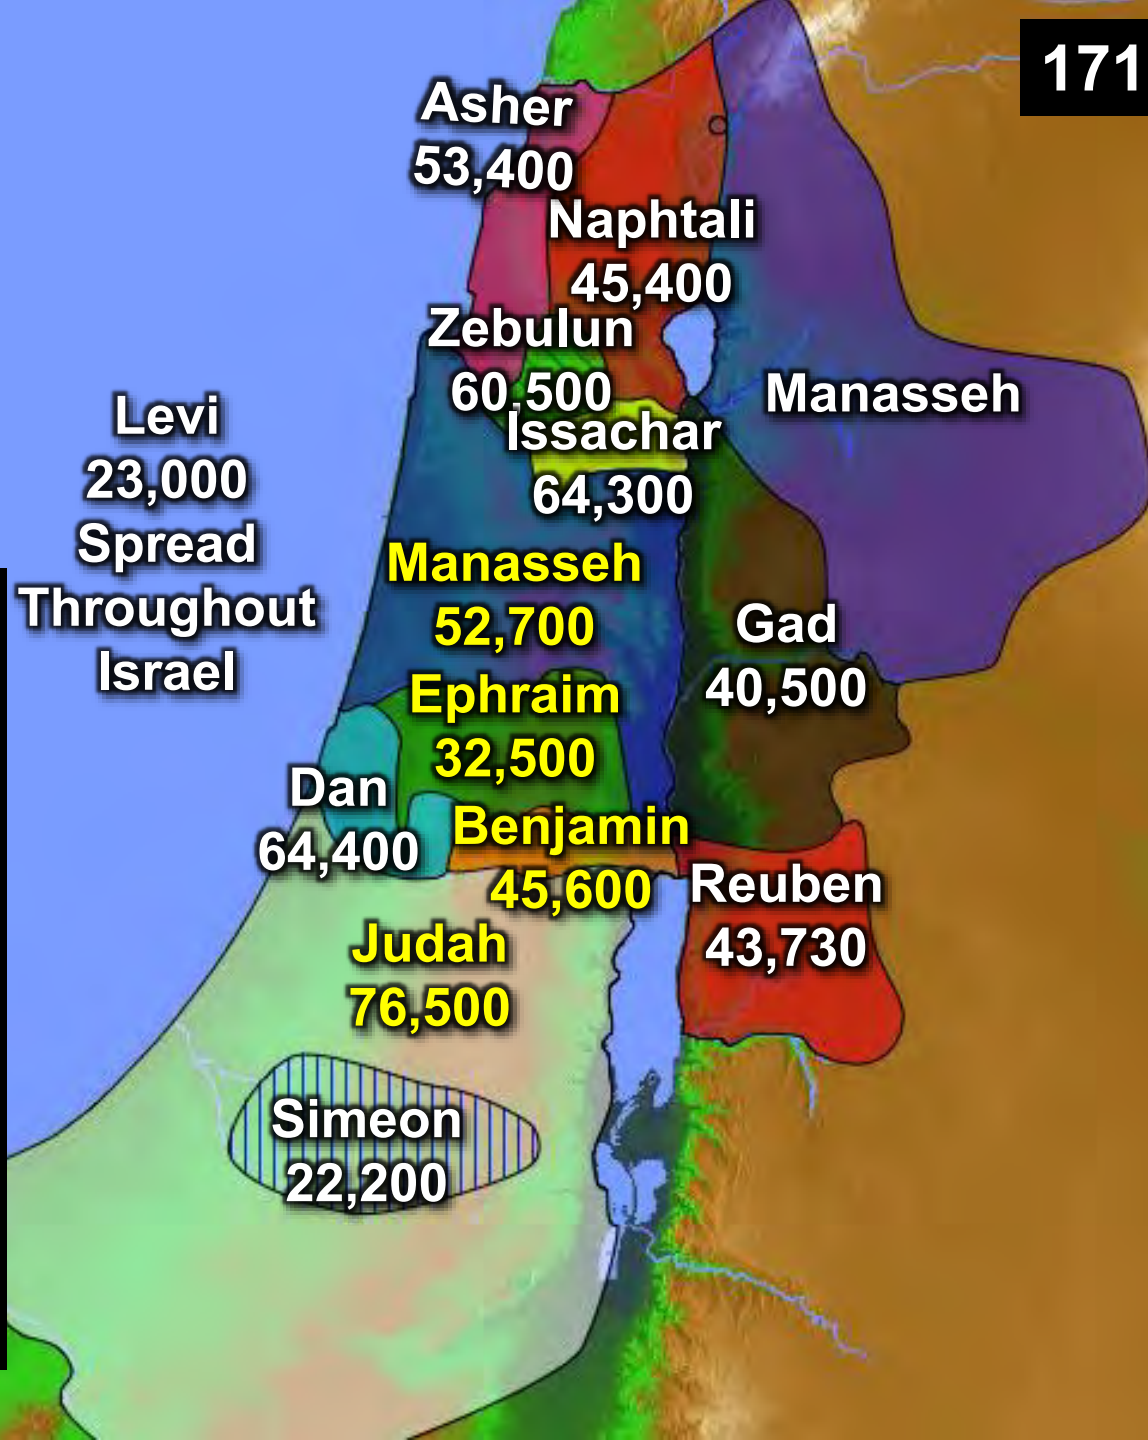 171
Asher
53,400
Naphtali
45,400
Zebulun
60,500
Issachar
64,300
Manasseh
Levi
23,000
Spread
Throughout
Israel
Manasseh
52,700
Gad
40,500
Ephraim
32,500
Dan
64,400
Benjamin
45,600
Reuben
43,730
Judah
76,500
Simeon
22,200